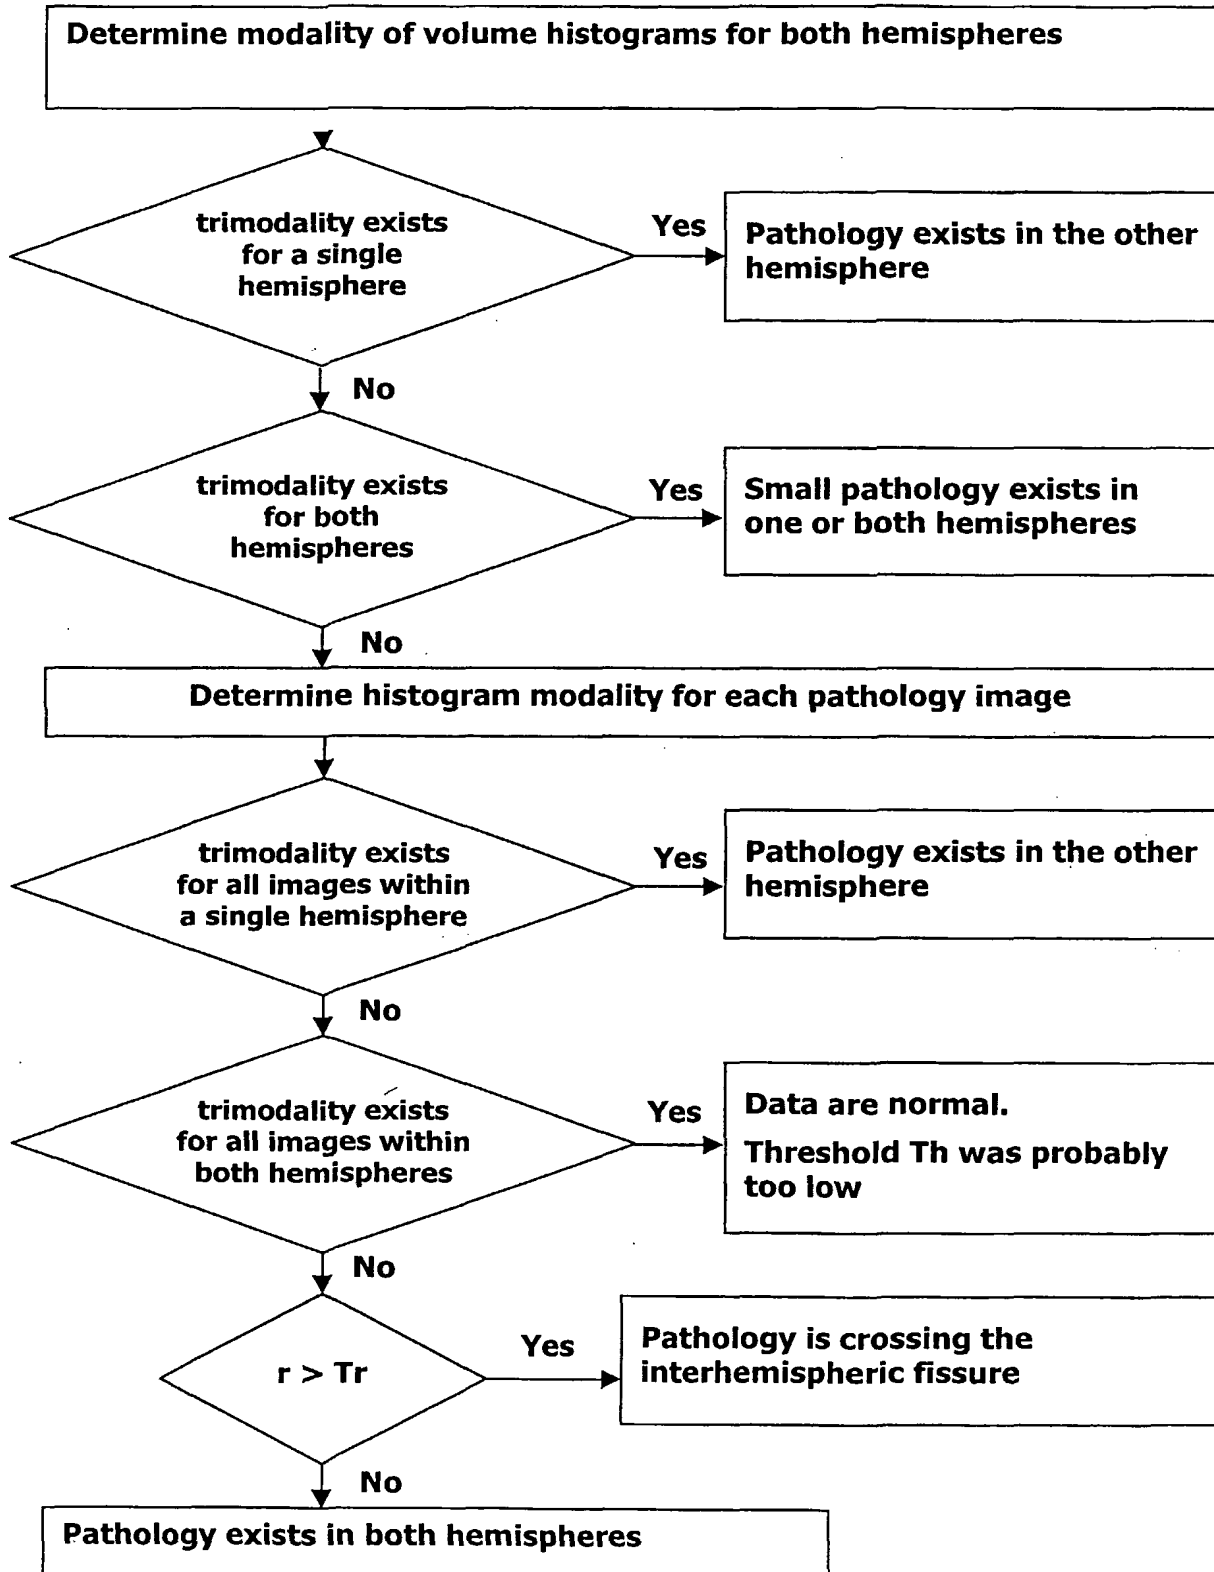 Determine modality of volume histograms for both hemispheres
trimodality exists
for a single
hemisphere
Yes
Pathology exists in the other
hemisphere
No
trimodality exists
for both
hemispheres
Yes
Small pathology exists in
one or both hemispheres
No
Determine histogram modality for each pathology image
trimodality exists
for all images within
a single hemisphere
Yes
Pathology exists in the other
hemisphere
No
trimodality exists
for all images within
both hemispheres
Yes
Data are normal.
Threshold Th was probably
too low
No
r > Tr
Yes
Pathology is crossing the
interhemispheric fissure
No
Pathology exists in both hemispheres